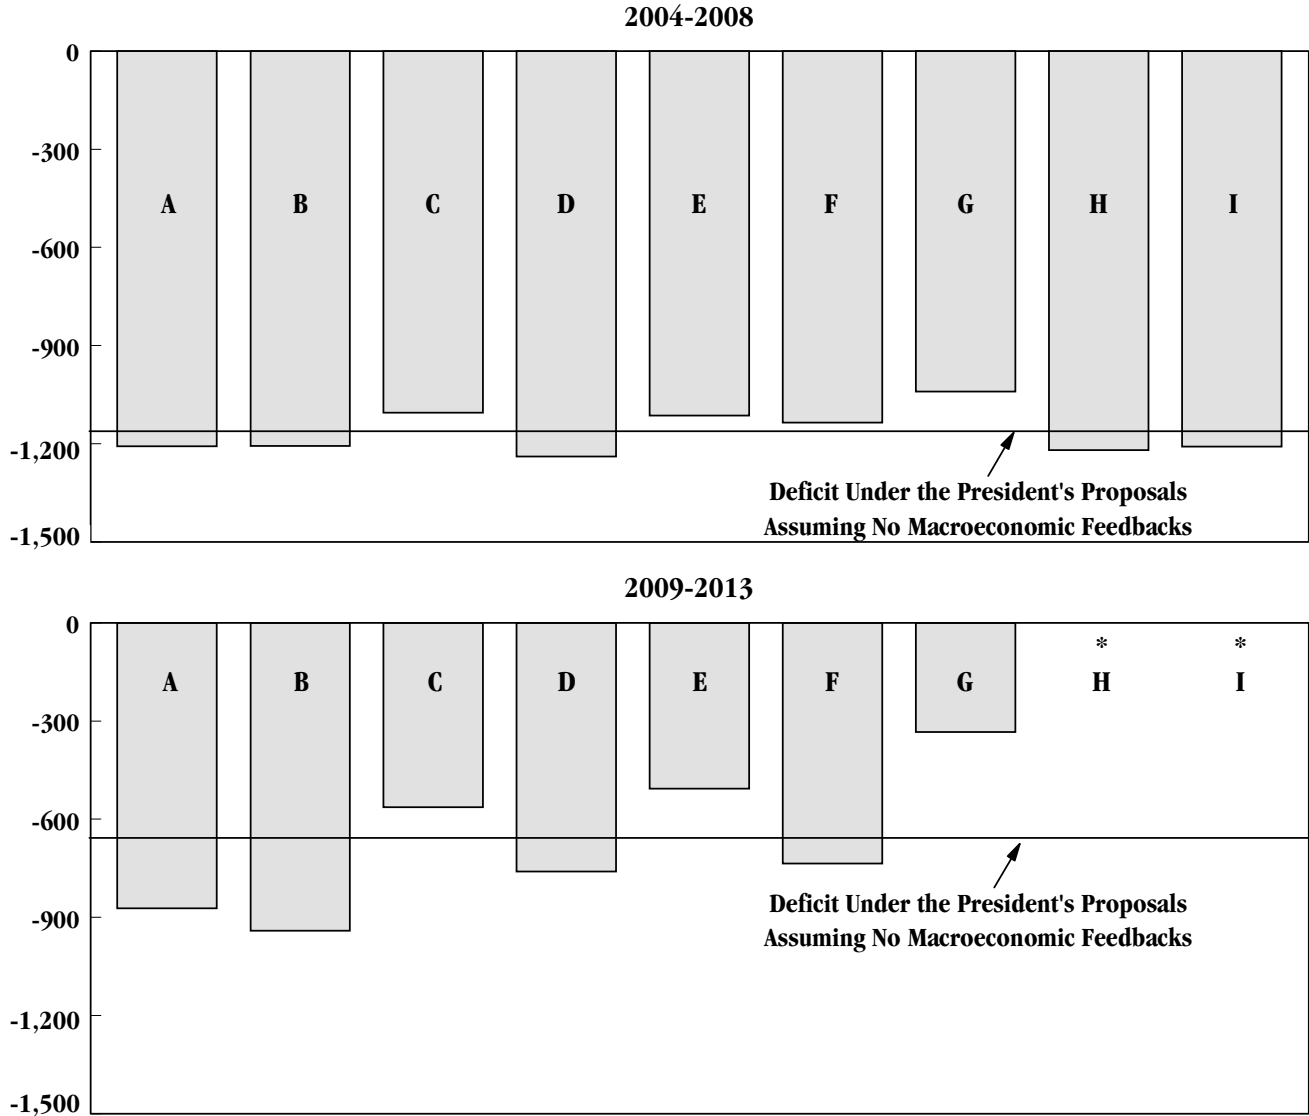 2004-2008
0
-300
-600
-900
-1,200
-1,500
A B C D E F G H I
Deficit Under the President's Proposals
Assuming No Macroeconomic Feedbacks
2009-2013
0
-300
-600
-900
-1,200
-1,500
* *
A B C D E F G H I
Deficit Under the President's Proposals
Assuming No Macroeconomic Feedbacks